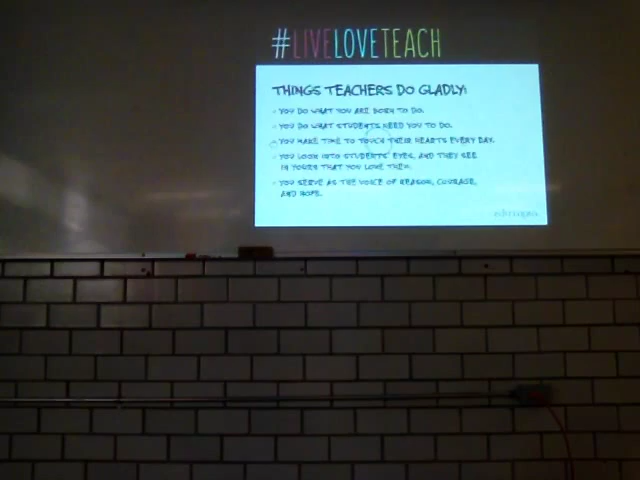 #LIVELOVETEACH
THINGS TEACHERS DO GLADLY:
YOU DO WHAT YOU ARE BORN TO DO.
YOU DO WHAT STUDENTS NEED YOU TO DO.
YOU MAKE TIME TO TOUCH THEIR HEARTS EVERY DAY.
YOU LOOK INTO STUDENTS' EYES, AND THEY SEE
IN YOURS THAT YOU LOVE THEM.
YOU SERVE AS THE VOICE OF REASON, COURAGE,
AND HOPE.